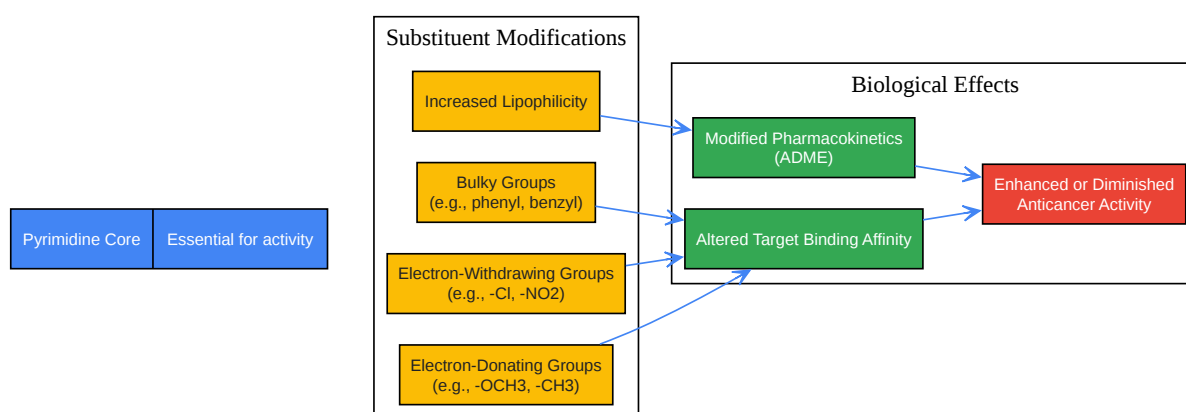 Pyrimidine Core
Essential for activity
Substituent Modifications
Increased Lipophilicity
Bulky Groups
(e.g., phenyl, benzyl)
Electron-Withdrawing Groups
(e.g., -Cl, -NO2)
Electron-Donating Groups
(e.g., -OCH3, -CH3)
Biological Effects
Modified Pharmacokinetics
(ADME)
Altered Target Binding Affinity
Enhanced or Diminished
Anticancer Activity